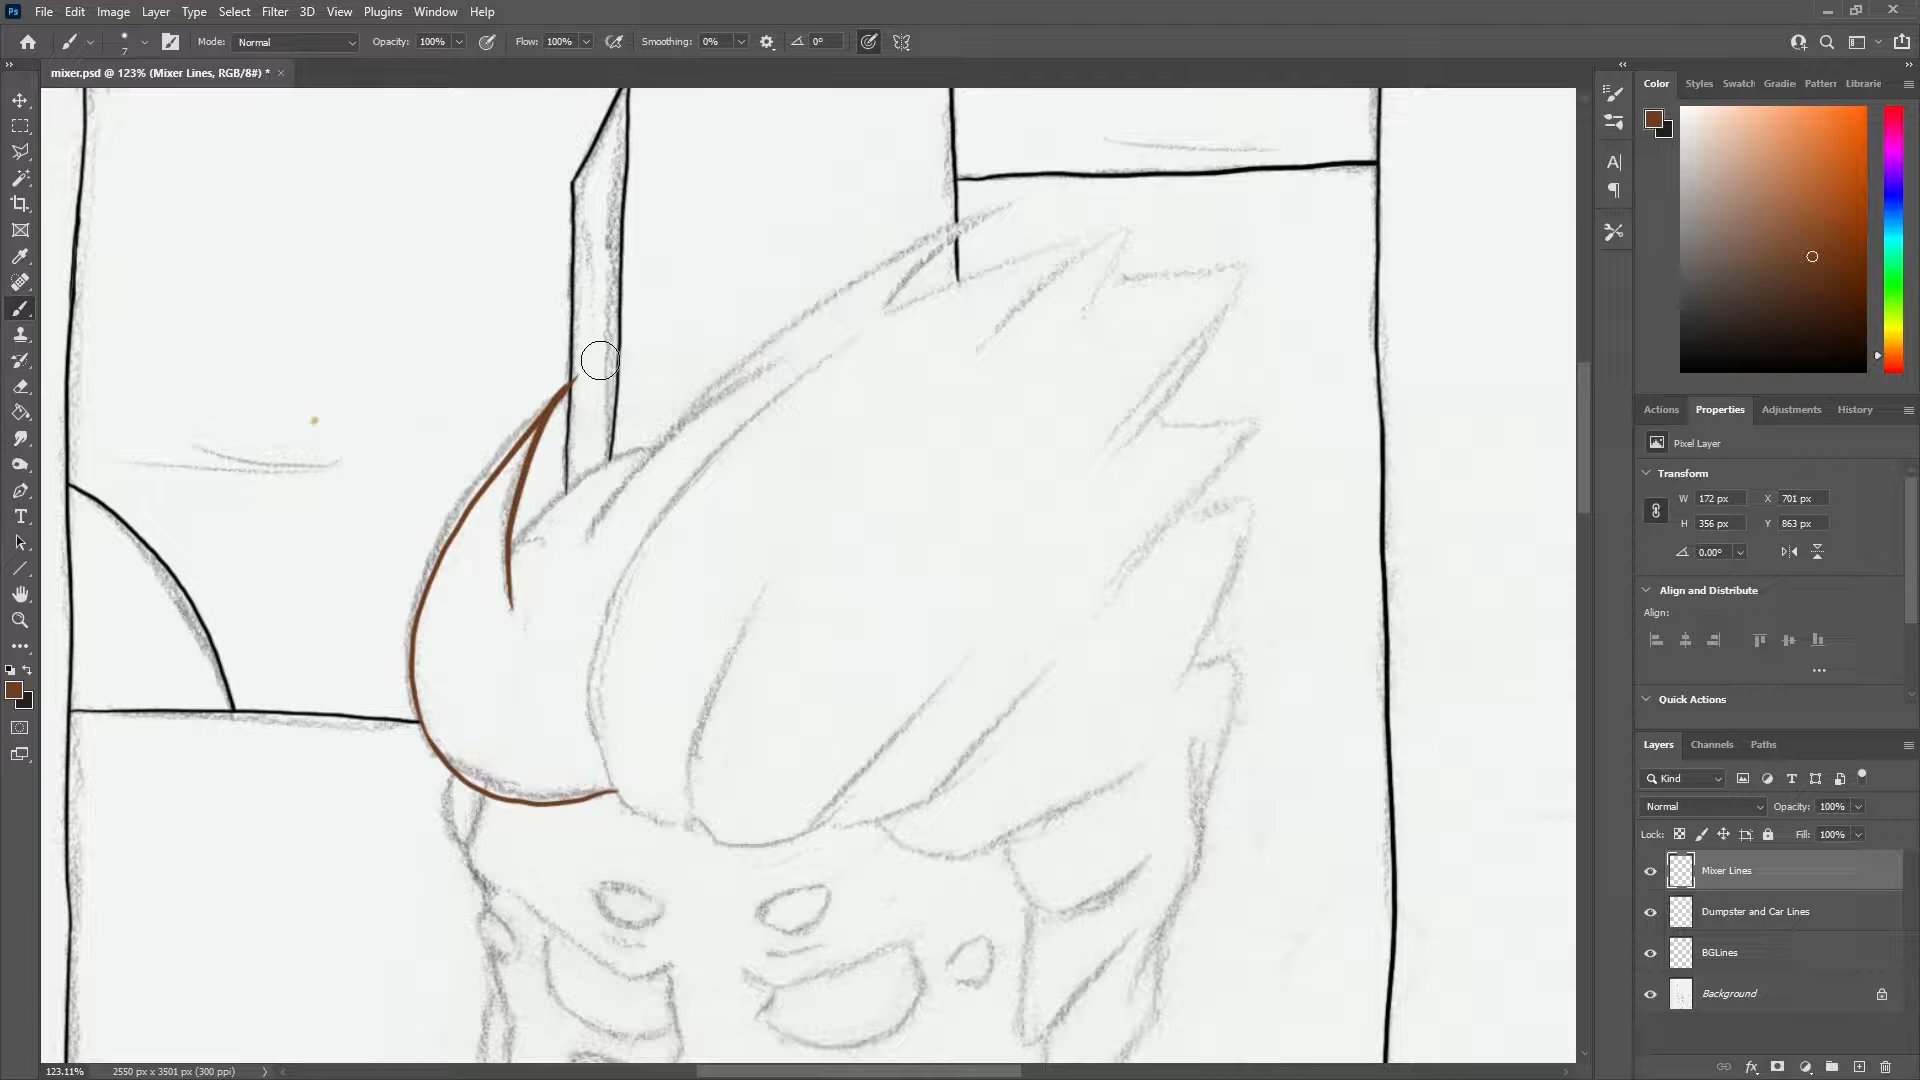 Ps File Edit Image Layer Type Select Filter 3D View Plugins Window Help
7 Mode: Normal Opacity: 100% Flow: 100% Smoothing: 0% 0°
mixer.psd @ 123% (Mixer Lines, RGB/8#) * ×
Color Styles Swatch Gradie Patterr Librarie
Actions Properties Adjustments History
Pixel Layer
Transform
W 172 px X 701 px
H 356 px Y 863 px
0.00°
Align and Distribute
Align:
Quick Actions
Layers Channels Paths
Kind
Normal Opacity: 100%
Lock: Fill: 100%
Mixer Lines
Dumpster and Car Lines
BGLines
Background
123.11% 2550 px x 3501 px (300 ppi)